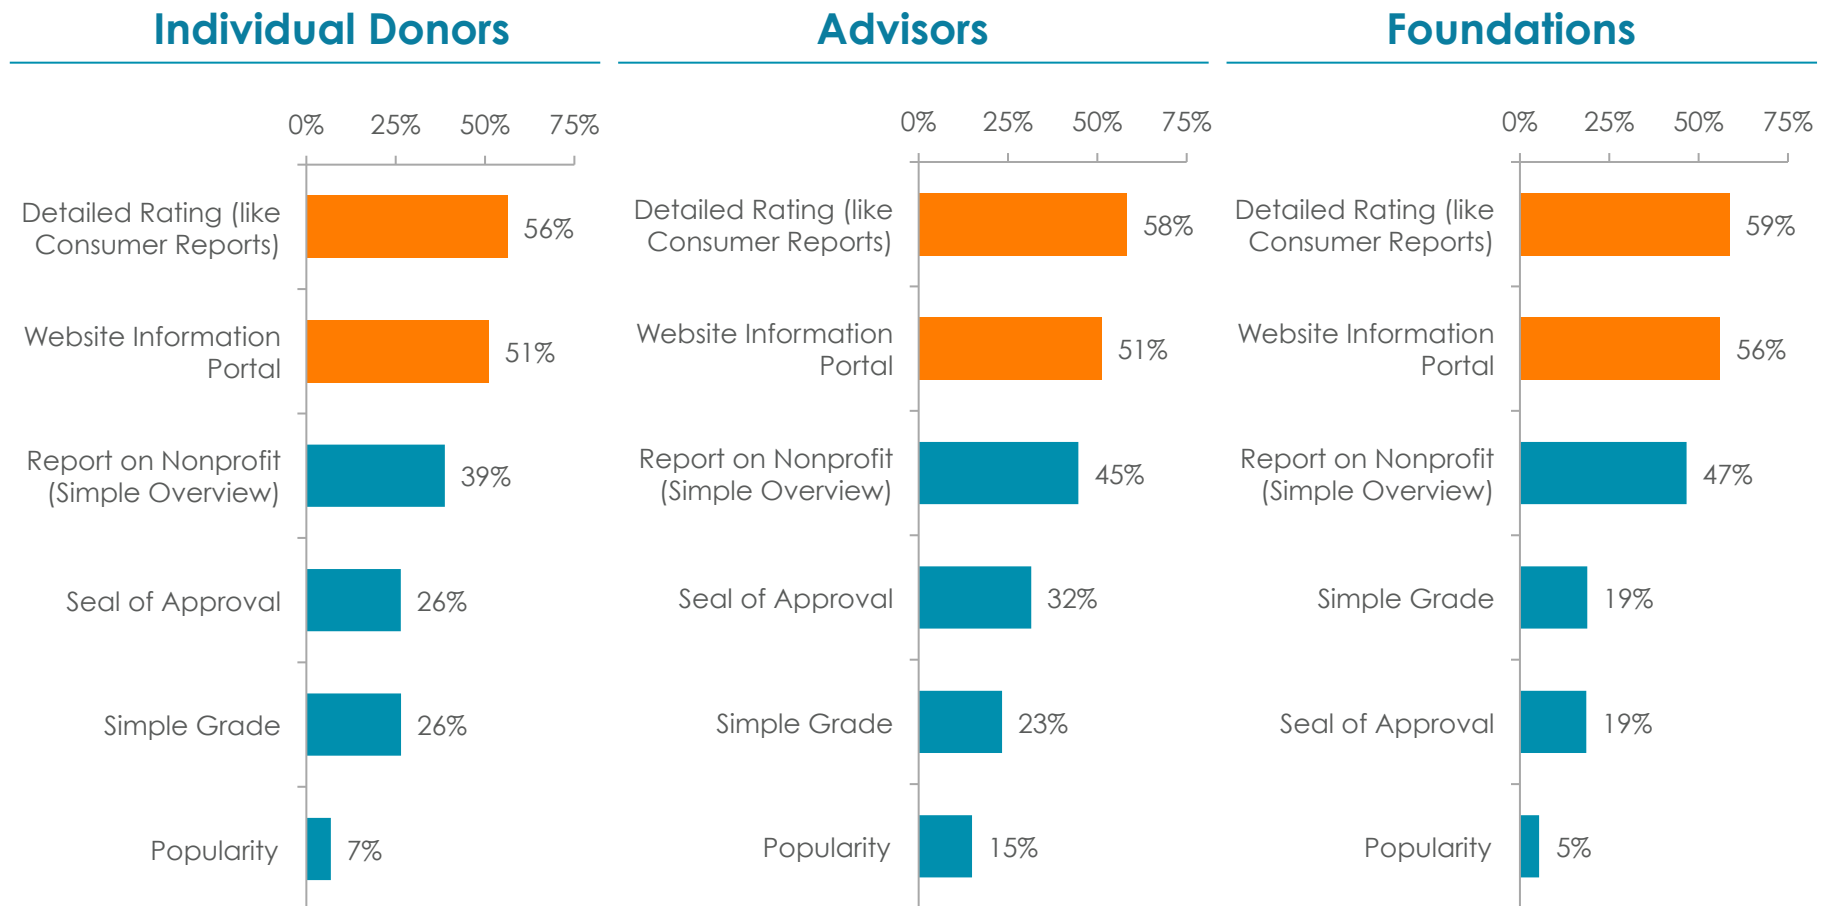 Individual Donors
0% 25% 50% 75%
Detailed Rating (like
Consumer Reports)
56%
Website Information
Portal
51%
Report on Nonprofit
(Simple Overview)
39%
Seal of Approval
26%
Simple Grade
26%
Popularity
7%
Advisors
0% 25% 50% 75%
Detailed Rating (like
Consumer Reports)
58%
Website Information
Portal
51%
Report on Nonprofit
(Simple Overview)
45%
Seal of Approval
32%
Simple Grade
23%
Popularity
15%
Foundations
0% 25% 50% 75%
Detailed Rating (like
Consumer Reports)
59%
Website Information
Portal
56%
Report on Nonprofit
(Simple Overview)
47%
Simple Grade
19%
Seal of Approval
19%
Popularity
5%